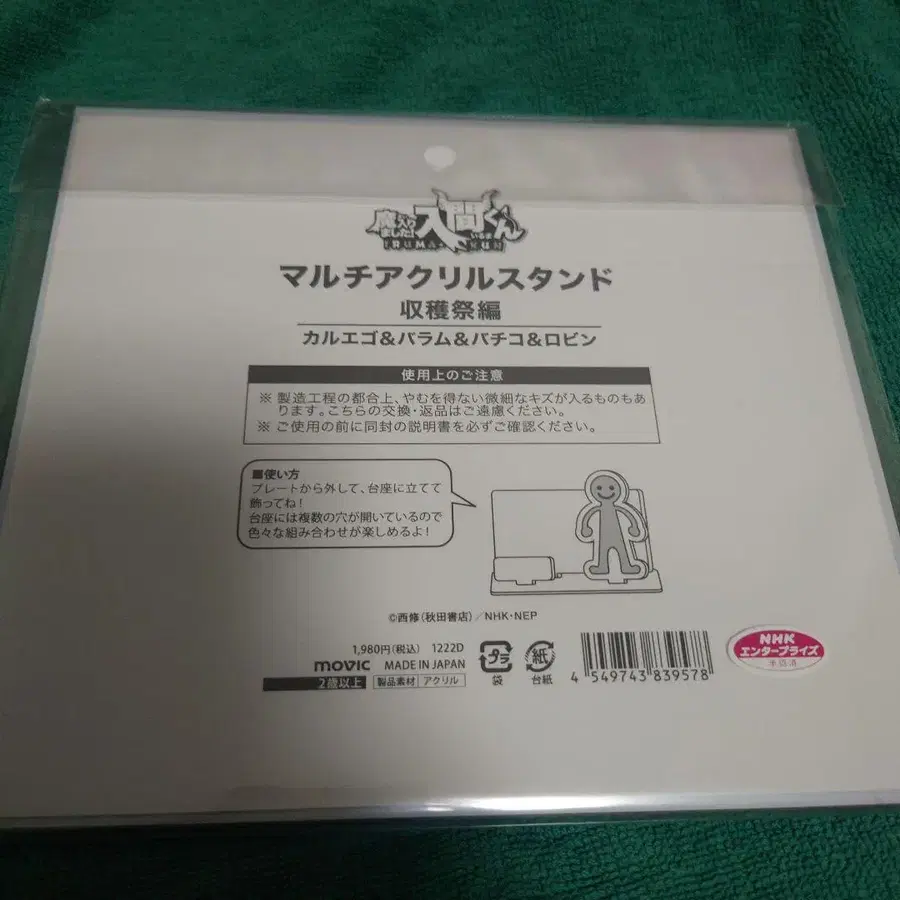 魔入りました!入間くん
いるま
IRUMA-KUN
マルチアクリルスタンド
収穫祭編
カルエゴ&バラム&バチコ&ロビン
使用上のご注意
※ 製造工程の都合上、やむを得ない微細なキズが入るものもあ
ります。こちらの交換・返品はご遠慮ください。
※ ご使用の前に同封の説明書を必ずご確認ください。
■使い方
プレートから外して、台座に立てて
飾ってね!
台座には複数の穴が開いているので
色々な組み合わせが楽しめるよ!
©西修(秋田書店)/NHK・NEP
1,980円(税込) 1222D
movic MADE IN JAPAN
2歳以上 製品素材 アクリル
プラ
袋
紙
台紙
4 549743 839578
NHK
エンタープライズ